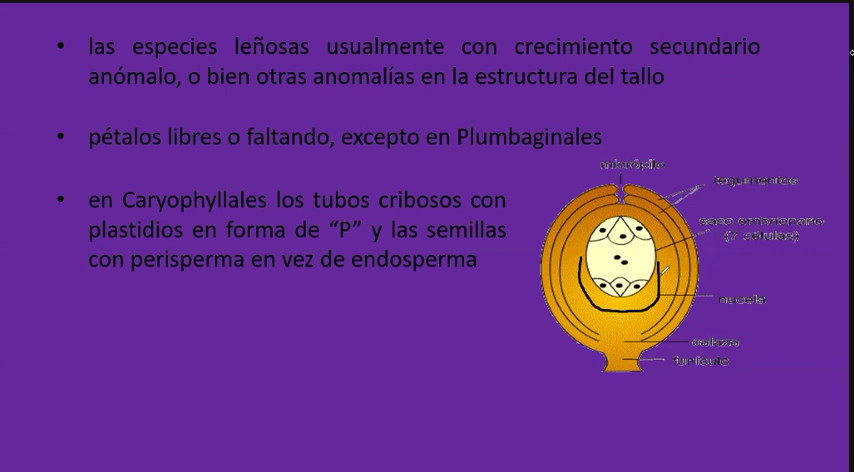 • las especies leñosas usualmente con crecimiento secundario
anómalo, o bien otras anomalías en la estructura del tallo
• pétalos libres o faltando, excepto en Plumbaginales
• en Caryophyllales los tubos cribosos con
plastidios en forma de “P” y las semillas
con perisperma en vez de endosperma
micrópilo
tegumentos
saco embrionario
(7 células)
nucela
calaza
funículo